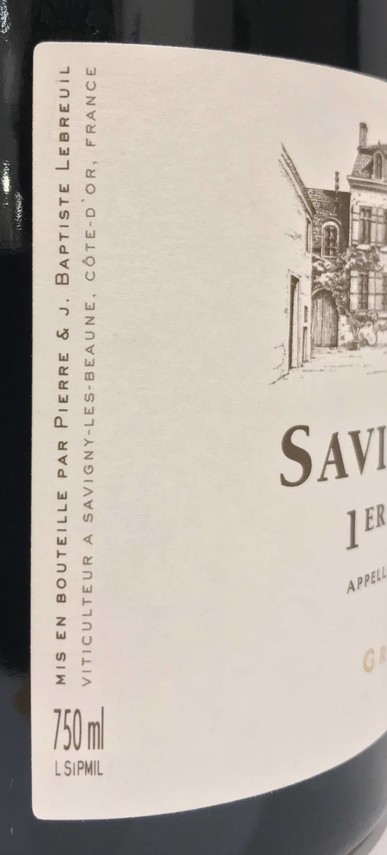 MIS EN BOUTEILLE PAR PIERRE & J. BAPTISTE LEBREUIL
VITICULTEUR A SAVIGNY-LES-BEAUNE, CÔTE-D'OR, FRANCE
750 ml
L SiPMIL
SAVI
1ER
APPELL
GR